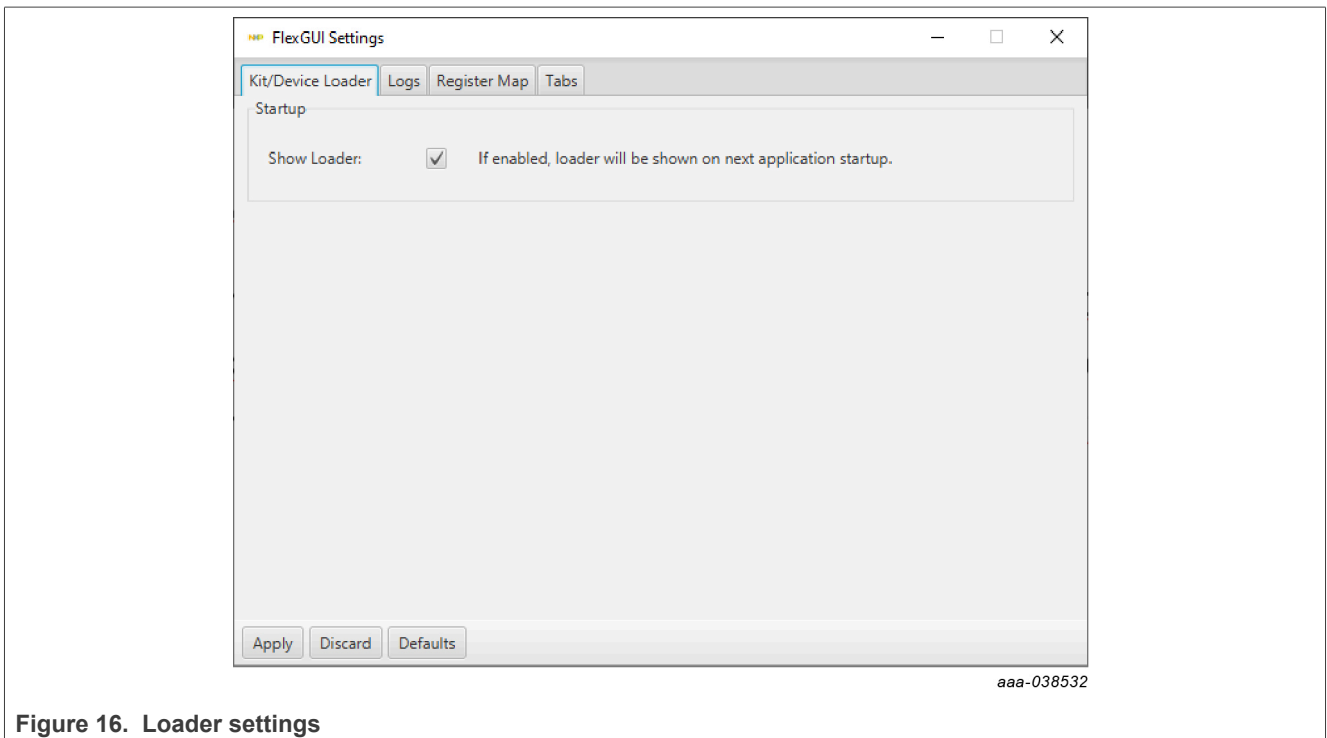 NXP FlexGUI Settings
Kit/Device Loader Logs Register Map Tabs
Startup
Show Loader: If enabled, loader will be shown on next application startup.
Apply Discard Defaults
aaa-038532
Figure 16. Loader settings